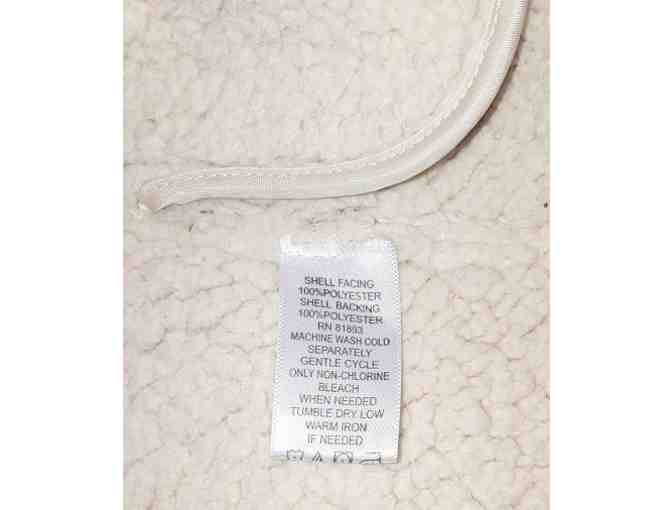 SHELL FACING
100%POLYESTER
SHELL BACKING
100%POLYESTER
RN 81893
MACHINE WASH COLD
SEPARATELY
GENTLE CYCLE
ONLY NON-CHLORINE
BLEACH
WHEN NEEDED
TUMBLE DRY LOW
WARM IRON
IF NEEDED